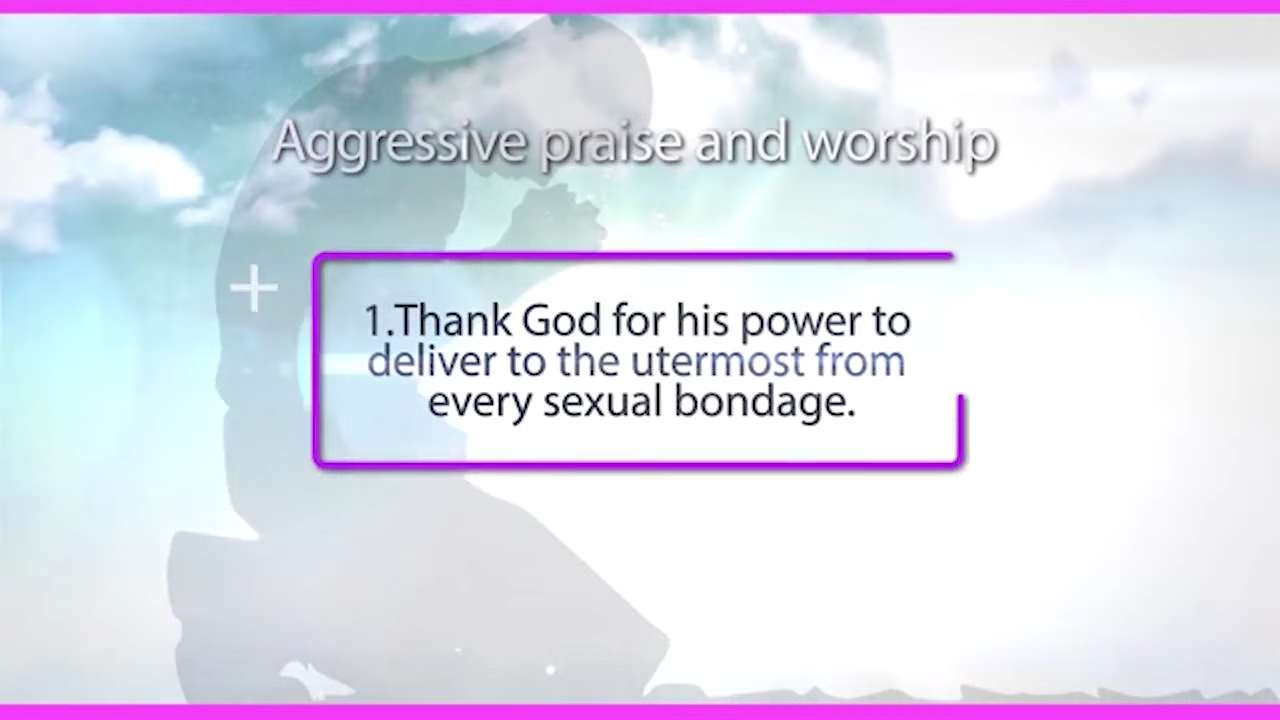 Aggressive praise and worship
1.Thank God for his power to
deliver to the utermost from
every sexual bondage.